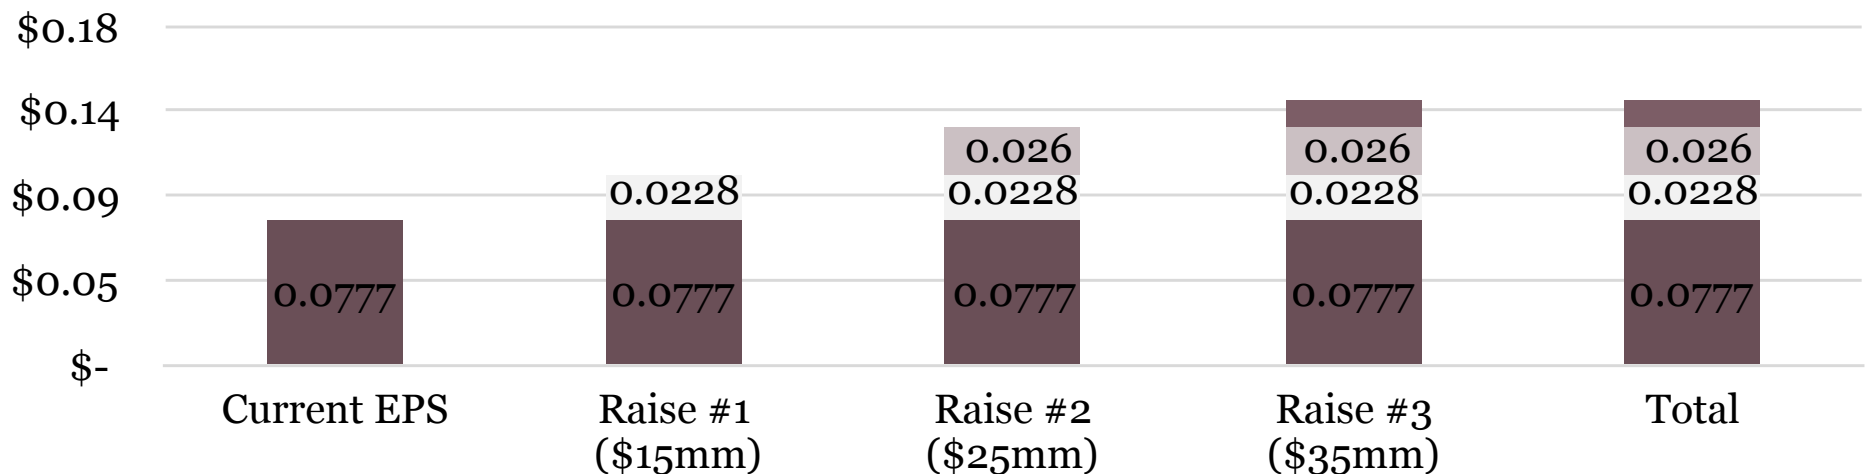 $0.18
$0.14
$0.09
$0.05
$-
0.026
0.026
0.026
0.0228
0.0228
0.0228
0.0228
0.0777
0.0777
0.0777
0.0777
0.0777
Current EPS
Raise #1
($15mm)
Raise #2
($25mm)
Raise #3
($35mm)
Total